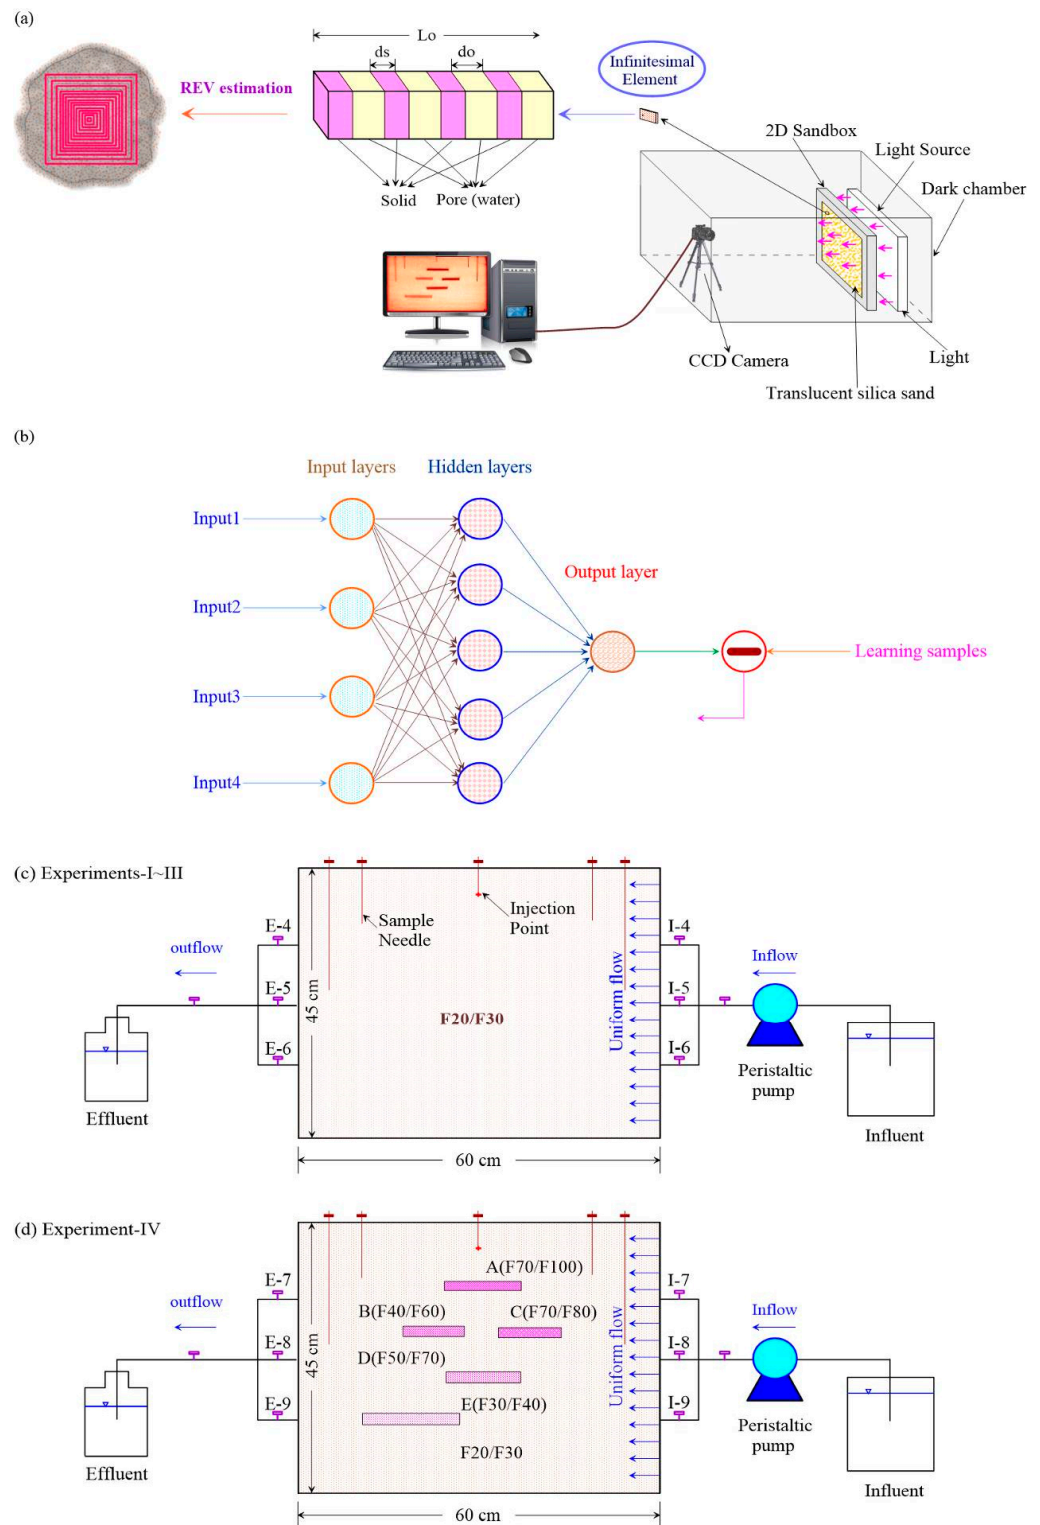 (a)
Lo
ds
do
REV estimation
Infinitesimal
Element
Solid
Pore (water)
2D Sandbox
Light Source
Dark chamber
CCD Camera
Light
Translucent silica sand
(b)
Input layers
Hidden layers
Output layer
Input1
Input2
Input3
Input4
Learning samples
(c) Experiments-I~III
Sample
Needle
Injection
Point
outflow
E-4
E-5
E-6
45 cm
F20/F30
Uniform flow
I-4
I-5
I-6
Inflow
Peristaltic
pump
Effluent
Influent
60 cm
(d) Experiment-IV
A(F70/F100)
B(F40/F60)
C(F70/F80)
D(F50/F70)
E(F30/F40)
F20/F30
outflow
E-7
E-8
E-9
45 cm
Uniform flow
I-7
I-8
I-9
Inflow
Peristaltic
pump
Effluent
Influent
60 cm